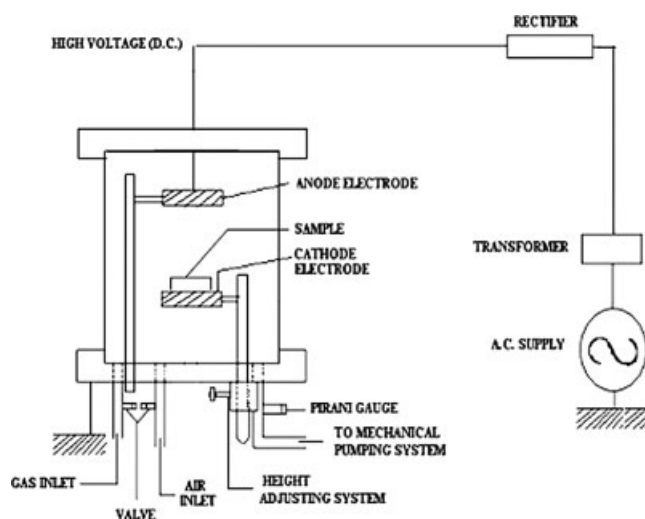 RECTIFIER
HIGH VOLTAGE (D.C.)
ANODE ELECTRODE
SAMPLE
CATHODE
ELECTRODE
TRANSFORMER
A.C. SUPPLY
PIRANI GAUGE
TO MECHANICAL
PUMPING SYSTEM
GAS INLET
AIR
INLET
HEIGHT
ADJUSTING SYSTEM
VALVE